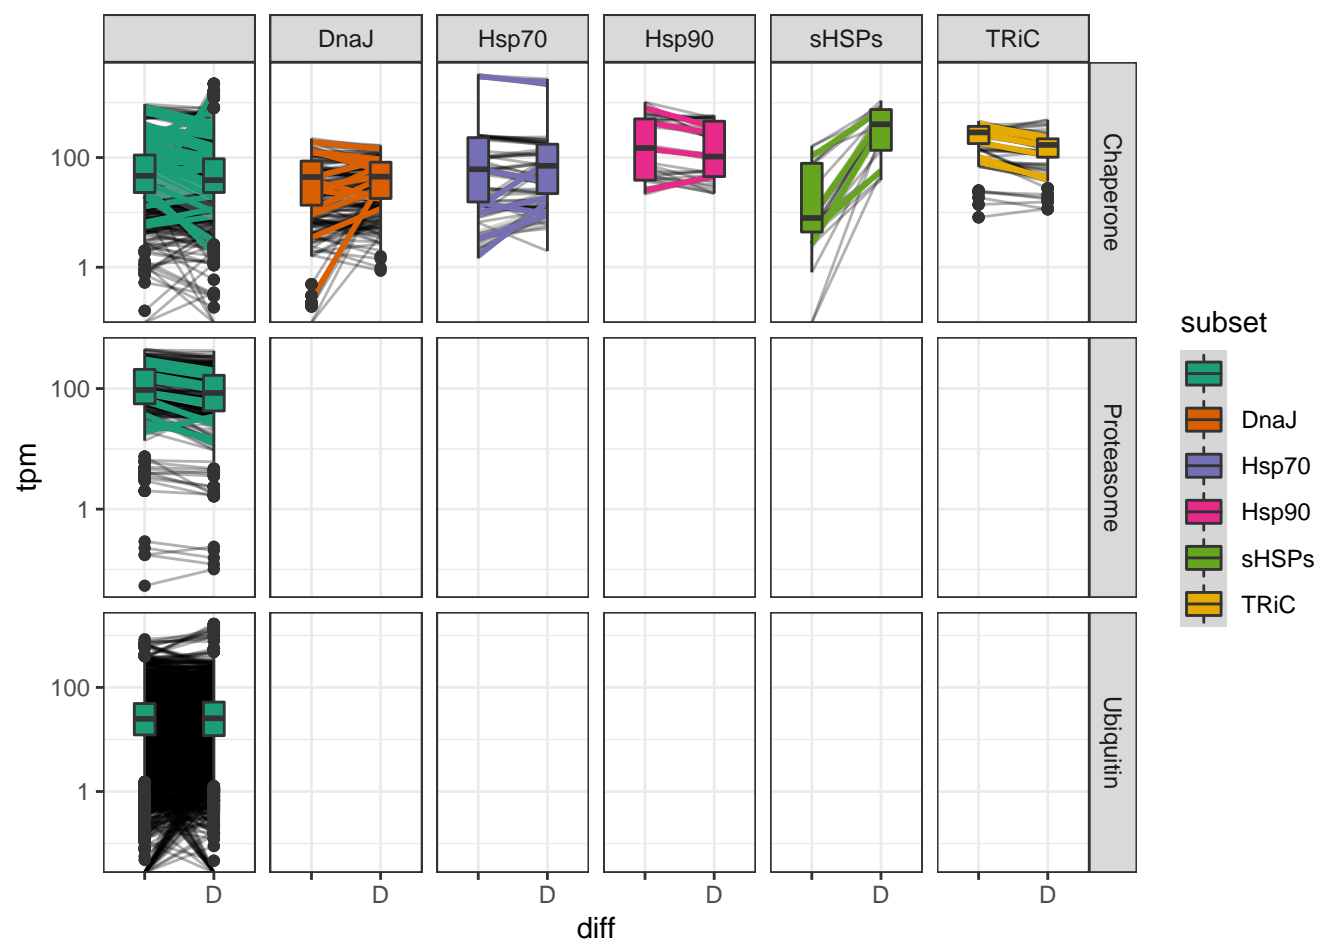 DnaJ Hsp70 Hsp90 sHSPs TRiC
100
1
Chaperone
100
1
Proteasome
100
1
Ubiquitin
tpm
D D D D D D
diff
subset
DnaJ
Hsp70
Hsp90
sHSPs
TRiC